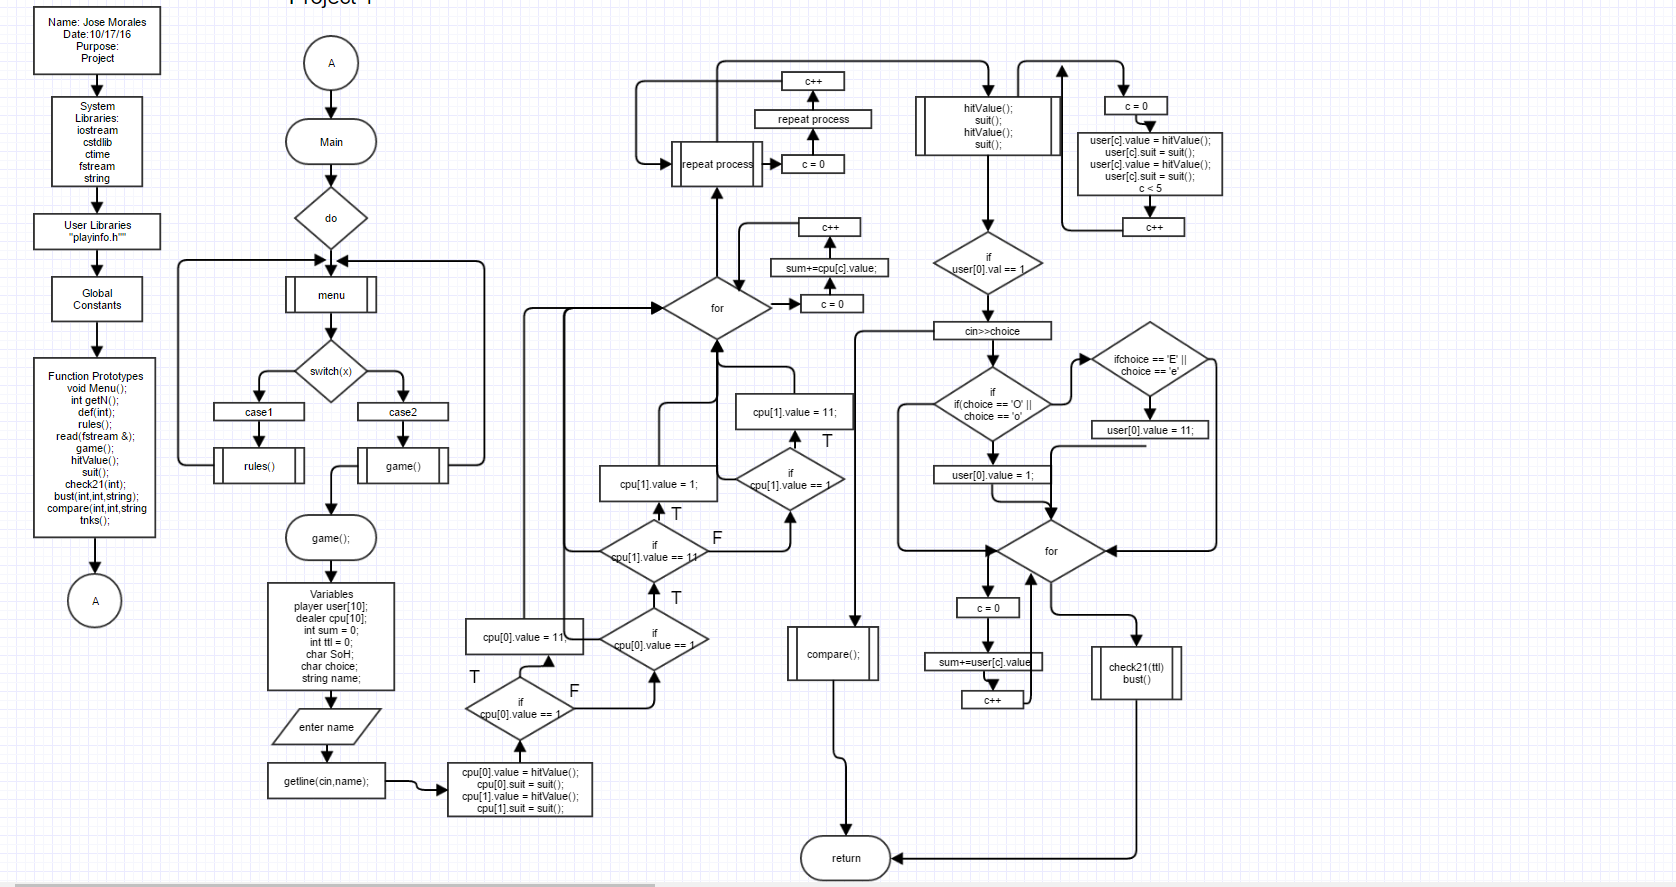 Project 1
Name: Jose Morales
Date:10/17/16
Purpose:
Project
System
Libraries:
iostream
cstdlib
ctime
fstream
string
User Libraries
"playinfo.h""
Global
Constants
Function Prototypes
void Menu();
int getN();
def(int);
rules();
read(fstream &);
game();
hitValue();
suit();
check21(int);
bust(int,int,string);
compare(int,int,string
tnks();
A
A
Main
do
menu
switch(x)
case1
case2
rules()
game()
game();
Variables
player user[10];
dealer cpu[10];
int sum = 0;
int ttl = 0;
char SoH;
char choice;
string name;
enter name
getline(cin,name);
cpu[0].value = hitValue();
cpu[0].suit = suit();
cpu[1].value = hitValue();
cpu[1].suit = suit();
if
cpu[0].value == 1
T
F
cpu[0].value = 11;
if
cpu[0].value == 1
T
if
cpu[1].value == 11
T
F
cpu[1].value = 1;
if
cpu[1].value == 1
T
cpu[1].value = 11;
for
c = 0
sum+=cpu[c].value;
c++
repeat process
c = 0
repeat process
c++
hitValue();
suit();
hitValue();
suit();
c = 0
user[c].value = hitValue();
user[c].suit = suit();
user[c].value = hitValue();
user[c].suit = suit();
c < 5
c++
if
user[0].val == 1
cin>>choice
if
if(choice == 'O' ||
choice == 'o'
ifchoice == 'E' ||
choice == 'e'
user[0].value = 11;
user[0].value = 1;
for
c = 0
sum+=user[c].value
c++
check21(ttl)
bust()
compare();
return